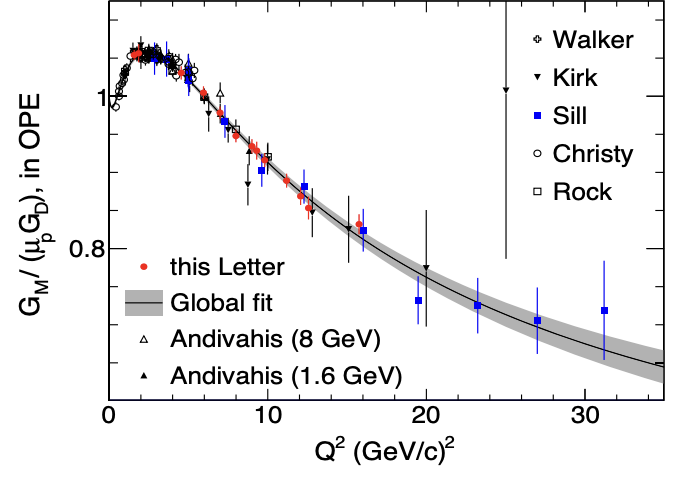 G_M / (μ_p G_D), in OPE
1
0.8
Walker
Kirk
Sill
Christy
Rock
this Letter
Global fit
Andivahis (8 GeV)
Andivahis (1.6 GeV)
0 10 20 30
Q² (GeV/c)²